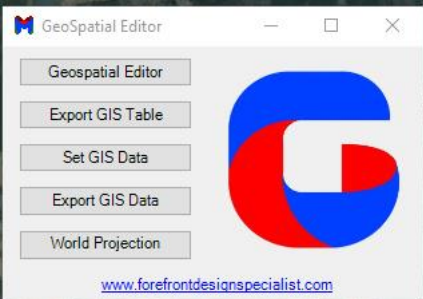 GeoSpatial Editor
Geospatial Editor
Export GIS Table
Set GIS Data
Export GIS Data
World Projection
www.forefrontdesignspecialist.com